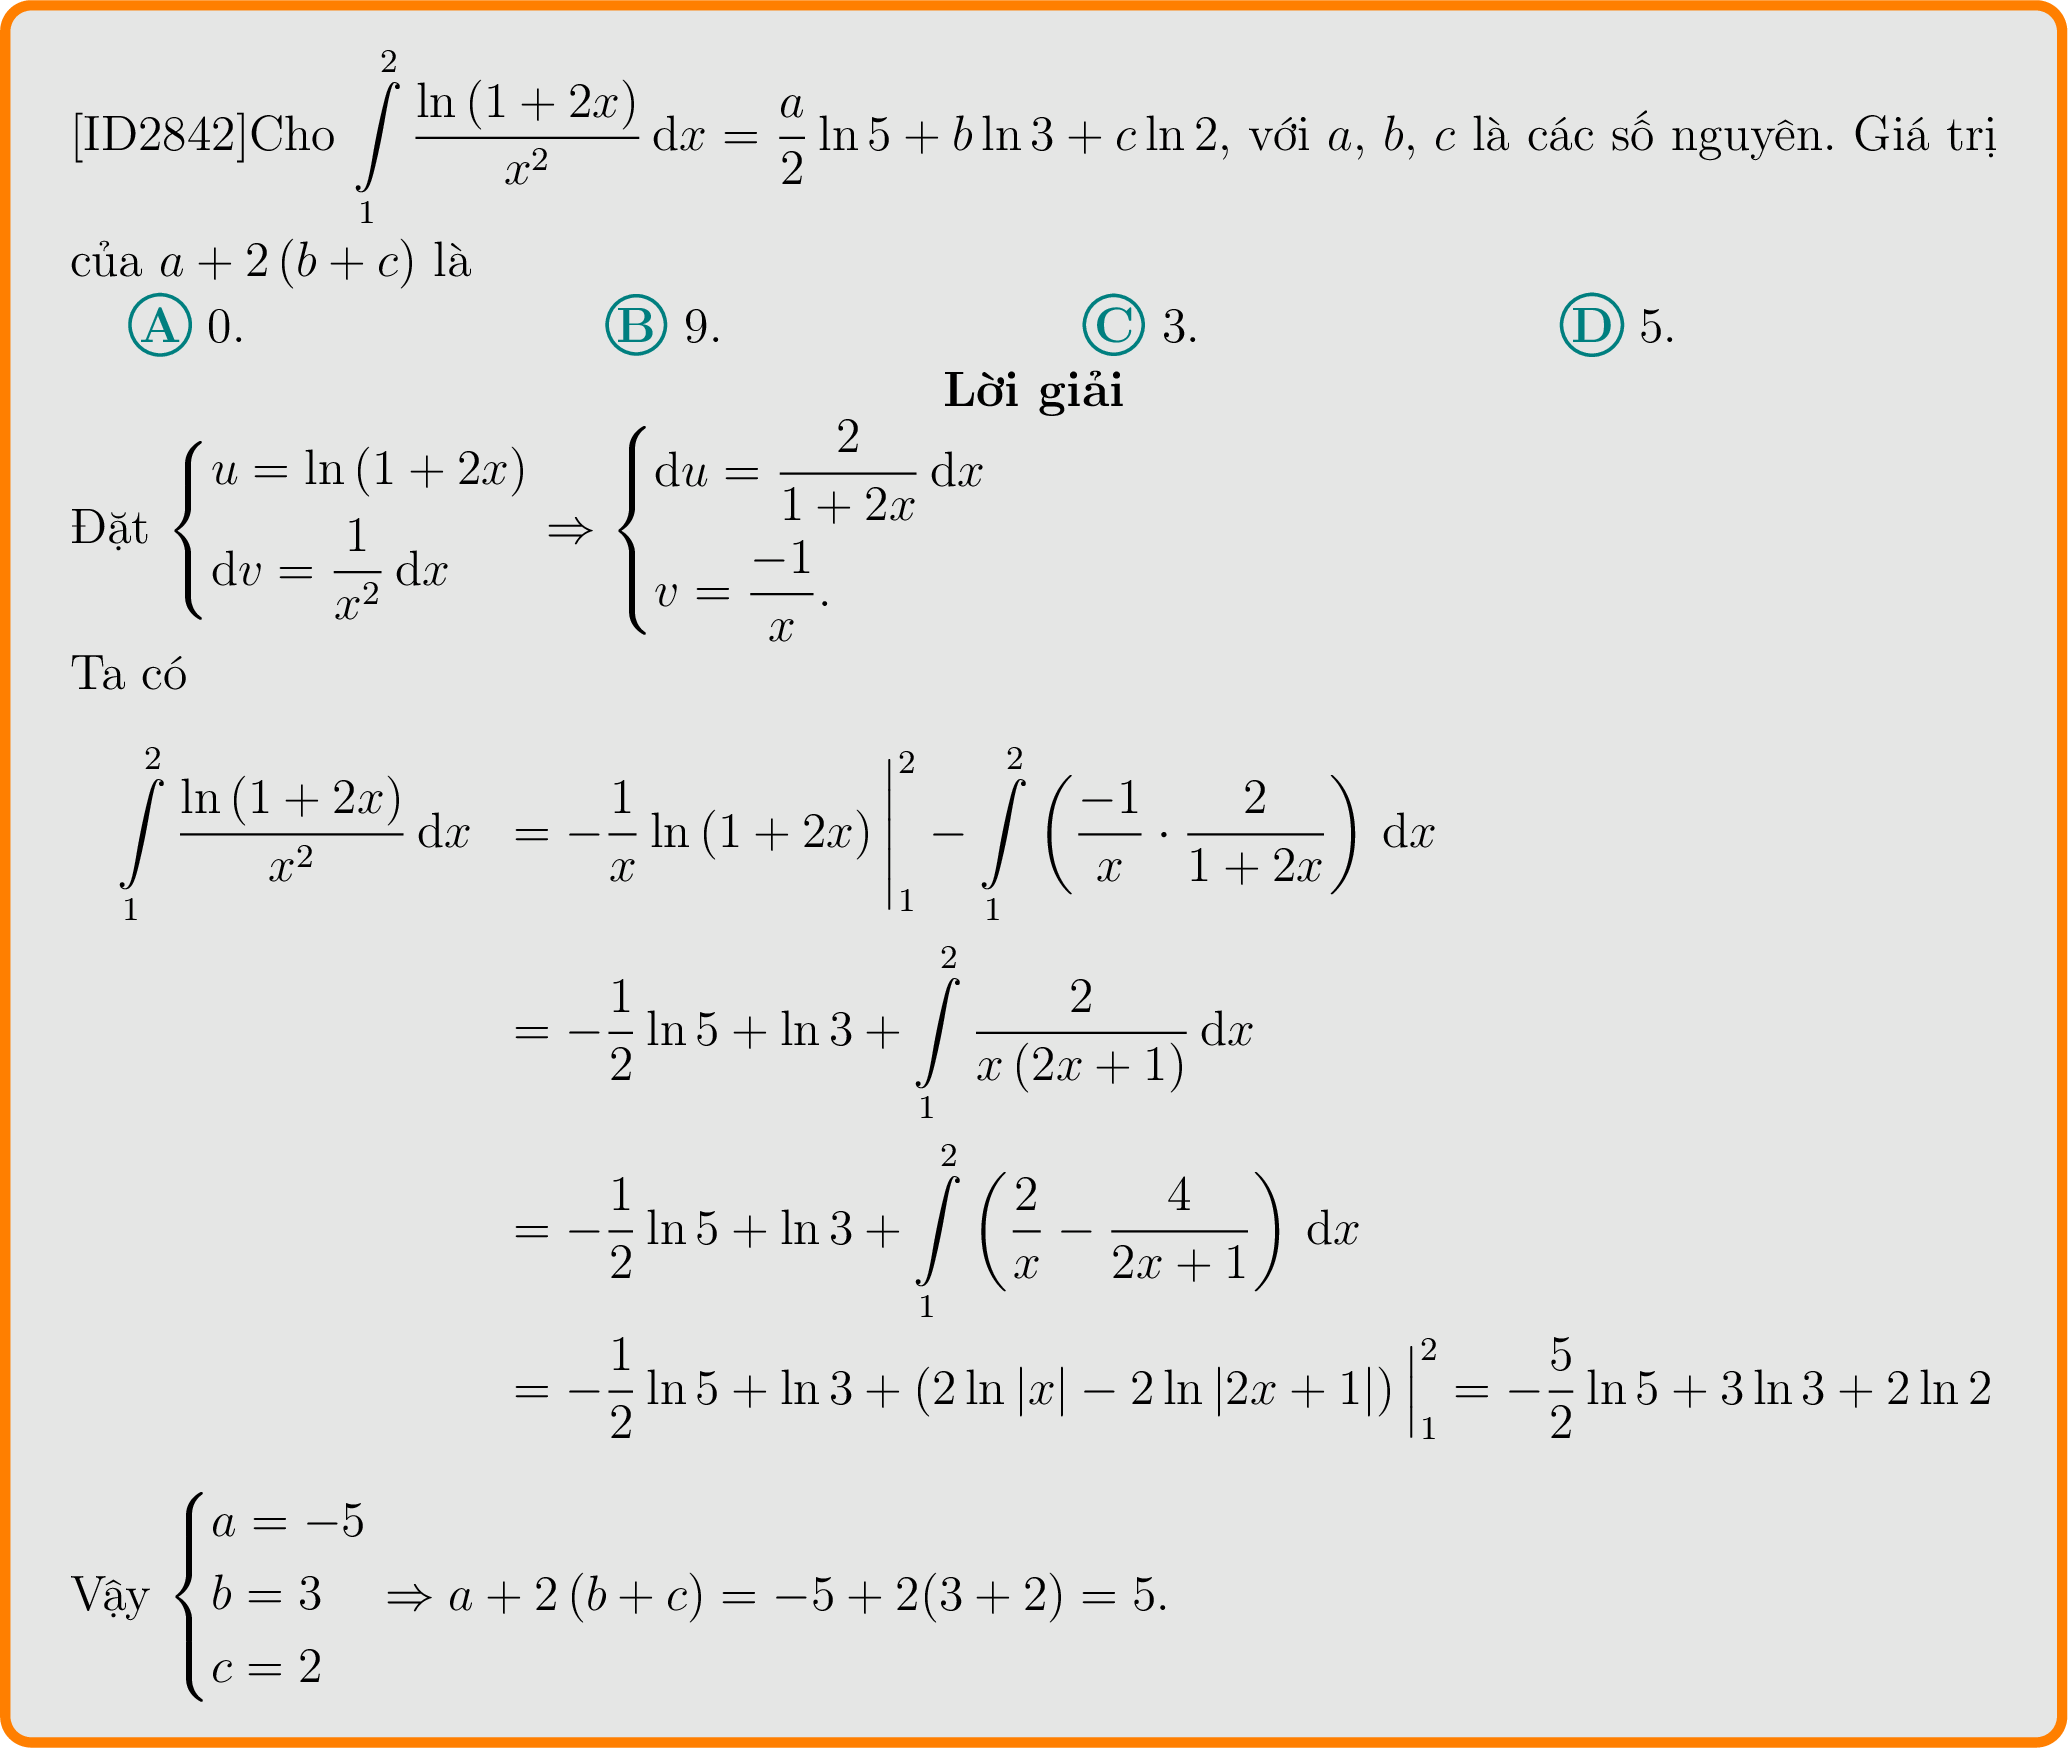 [ID2842]Cho $\int\limits_1^2 \frac{\ln(1+2x)}{x^2}\,\mathrm{d}x = \frac{a}{2}\ln 5 + b\ln 3 + c\ln 2$, với $a$, $b$, $c$ là các số nguyên. Giá trị
của $a + 2(b+c)$ là
Ⓐ 0. Ⓑ 9. Ⓒ 3. Ⓓ 5.
Lời giải
Đặt $\begin{cases} u = \ln(1+2x) \\ \mathrm{d}v = \frac{1}{x^2}\,\mathrm{d}x \end{cases} \Rightarrow \begin{cases} \mathrm{d}u = \frac{2}{1+2x}\,\mathrm{d}x \\ v = \frac{-1}{x}. \end{cases}$
Ta có
$\int\limits_1^2 \frac{\ln(1+2x)}{x^2}\,\mathrm{d}x = -\frac{1}{x}\ln(1+2x)\Big|_1^2 - \int\limits_1^2 \left(\frac{-1}{x}\cdot\frac{2}{1+2x}\right)\,\mathrm{d}x$
$= -\frac{1}{2}\ln 5 + \ln 3 + \int\limits_1^2 \frac{2}{x(2x+1)}\,\mathrm{d}x$
$= -\frac{1}{2}\ln 5 + \ln 3 + \int\limits_1^2 \left(\frac{2}{x} - \frac{4}{2x+1}\right)\,\mathrm{d}x$
$= -\frac{1}{2}\ln 5 + \ln 3 + (2\ln|x| - 2\ln|2x+1|)\Big|_1^2 = -\frac{5}{2}\ln 5 + 3\ln 3 + 2\ln 2$
Vậy $\begin{cases} a = -5 \\ b = 3 \\ c = 2 \end{cases} \Rightarrow a + 2(b+c) = -5 + 2(3+2) = 5.$